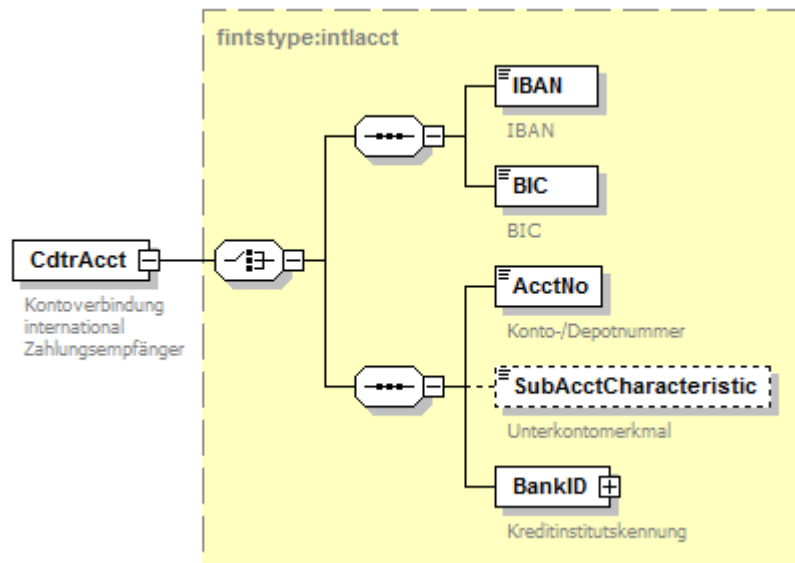 fintstype:intlacct
IBAN
IBAN
BIC
BIC
CdtrAcct
Kontoverbindung
international
Zahlungsempfänger
AcctNo
Konto-/Depotnummer
SubAcctCharacteristic
Unterkontomerkmal
BankID
Kreditinstitutskennung